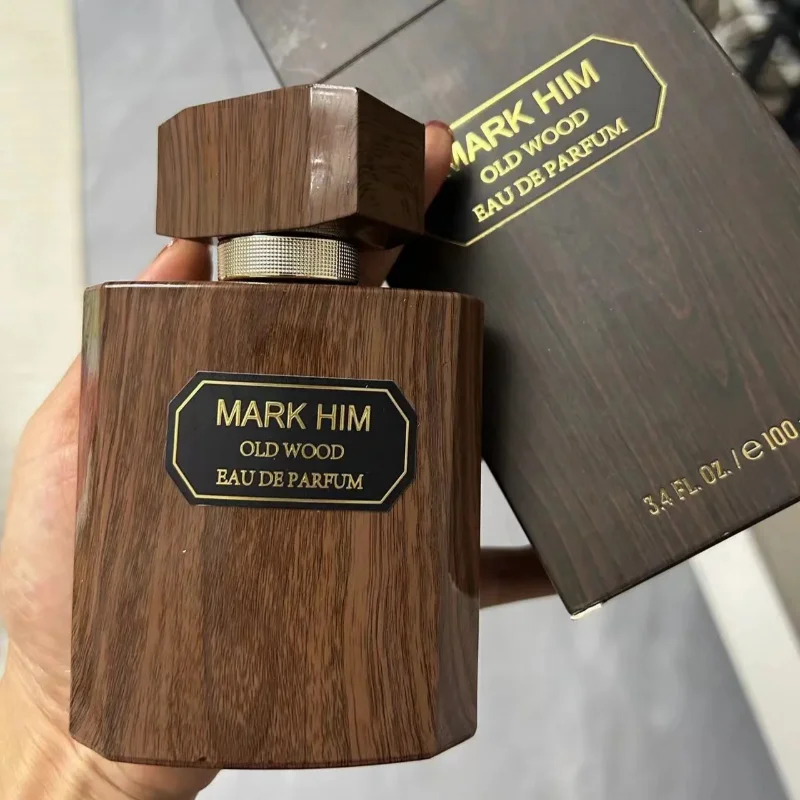 MARK HIM
OLD WOOD
EAU DE PARFUM
3.4 FL. OZ. / ℮ 100
MARK HIM
OLD WOOD
EAU DE PARFUM